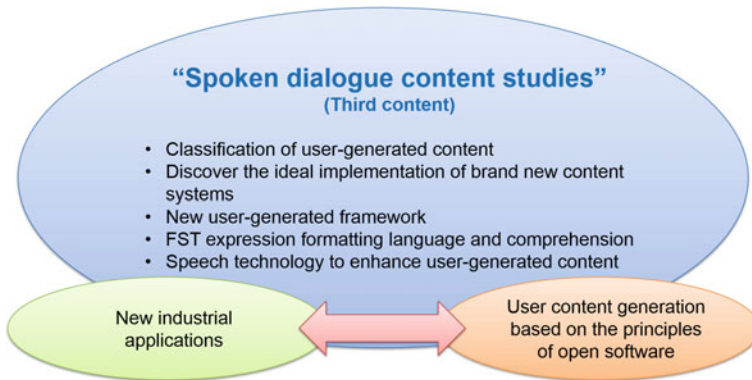 “Spoken dialogue content studies”
(Third content)
• Classification of user-generated content
• Discover the ideal implementation of brand new content
systems
• New user-generated framework
• FST expression formatting language and comprehension
• Speech technology to enhance user-generated content
New industrial
applications
User content generation
based on the principles
of open software